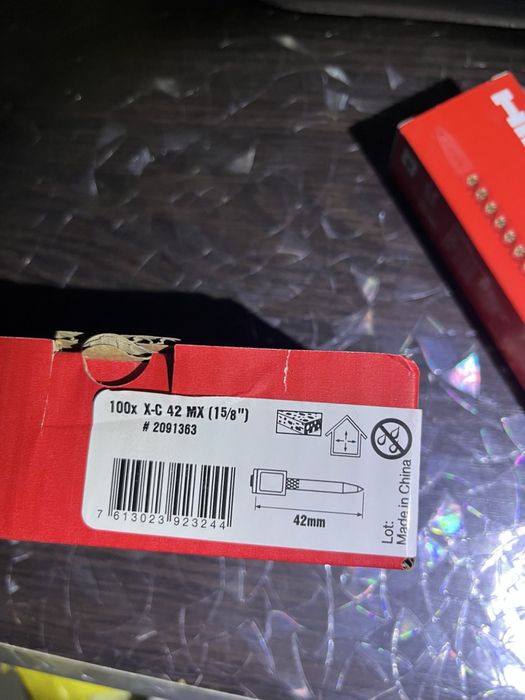 100x X-C 42 MX (15/8")
# 2091363
7 613023 923244
42mm
Lot:
Made in China